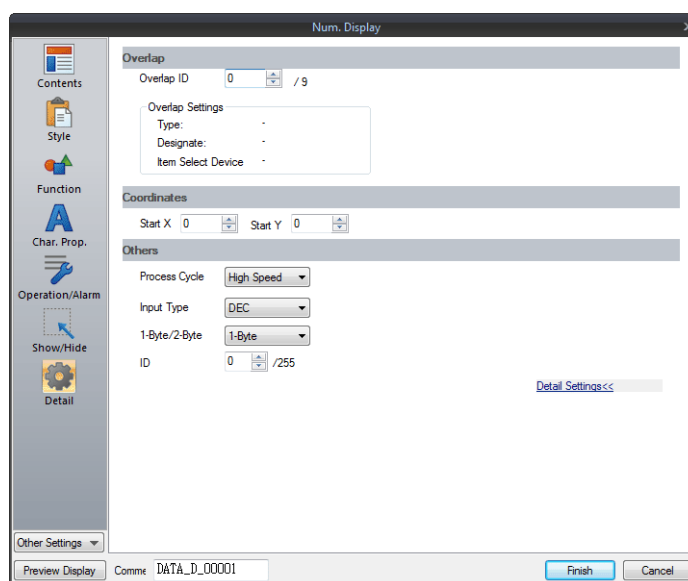 Num. Display
Contents
Style
Function
Char. Prop.
Operation/Alarm
Show/Hide
Detail
Other Settings
Preview Display
Overlap
Overlap ID 0 / 9
Overlap Settings
Type: -
Designate: -
Item Select Device -
Coordinates
Start X 0 Start Y 0
Others
Process Cycle High Speed
Input Type DEC
1-Byte/2-Byte 1-Byte
ID 0 /255
Detail Settings<<
Comme DATA_D_00001
Finish Cancel